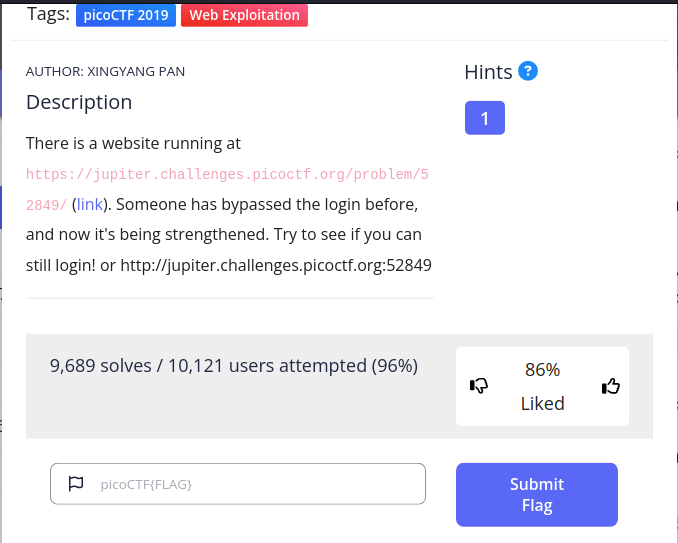 Tags: picoCTF 2019 Web Exploitation
AUTHOR: XINGYANG PAN
Hints ?
Description
1
There is a website running at
https://jupiter.challenges.picoctf.org/problem/5
2849/ (link). Someone has bypassed the login before,
and now it's being strengthened. Try to see if you can
still login! or http://jupiter.challenges.picoctf.org:52849
9,689 solves / 10,121 users attempted (96%)
86%
Liked
picoCTF{FLAG}
Submit
Flag